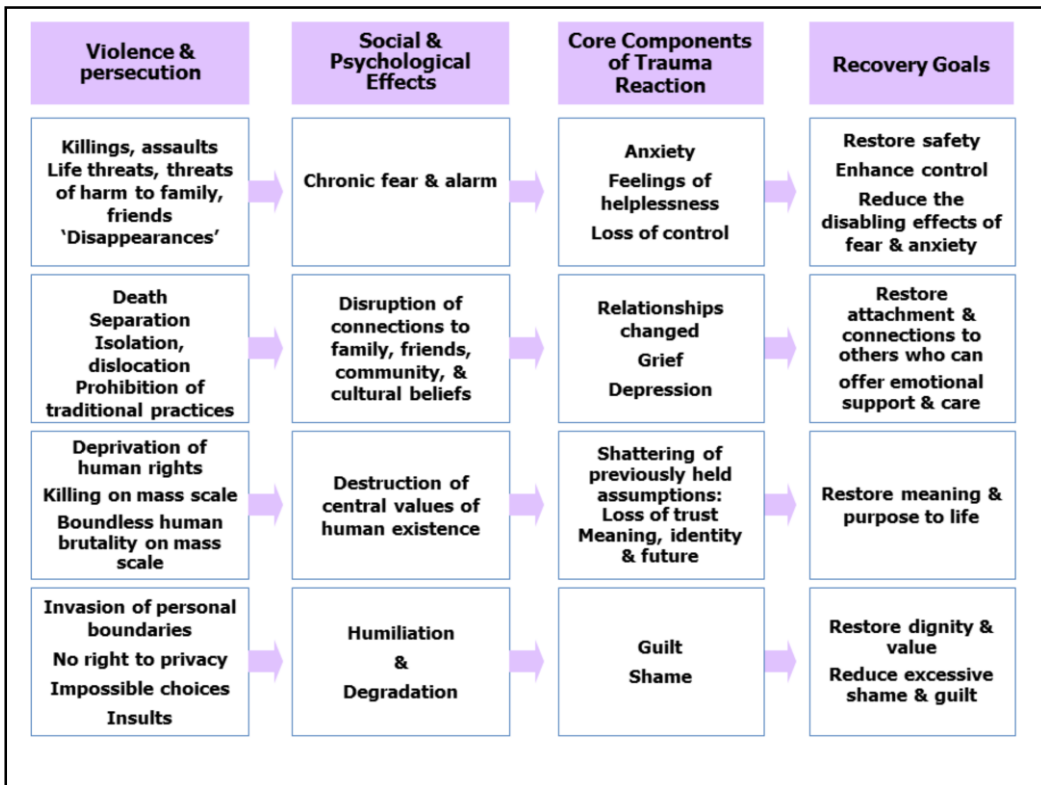 Violence &
persecution
Social &
Psychological
Effects
Core Components
of Trauma
Reaction
Recovery Goals
Killings, assaults
Life threats, threats
of harm to family,
friends
‘Disappearances’
Chronic fear & alarm
Anxiety
Feelings of
helplessness
Loss of control
Restore safety
Enhance control
Reduce the
disabling effects of
fear & anxiety
Death
Separation
Isolation,
dislocation
Prohibition of
traditional practices
Disruption of
connections to
family, friends,
community, &
cultural beliefs
Relationships
changed
Grief
Depression
Restore
attachment &
connections to
others who can
offer emotional
support & care
Deprivation of
human rights
Killing on mass scale
Boundless human
brutality on mass
scale
Destruction of
central values of
human existence
Shattering of
previously held
assumptions:
Loss of trust
Meaning, identity
& future
Restore meaning &
purpose to life
Invasion of personal
boundaries
No right to privacy
Impossible choices
Insults
Humiliation
&
Degradation
Guilt
Shame
Restore dignity &
value
Reduce excessive
shame & guilt